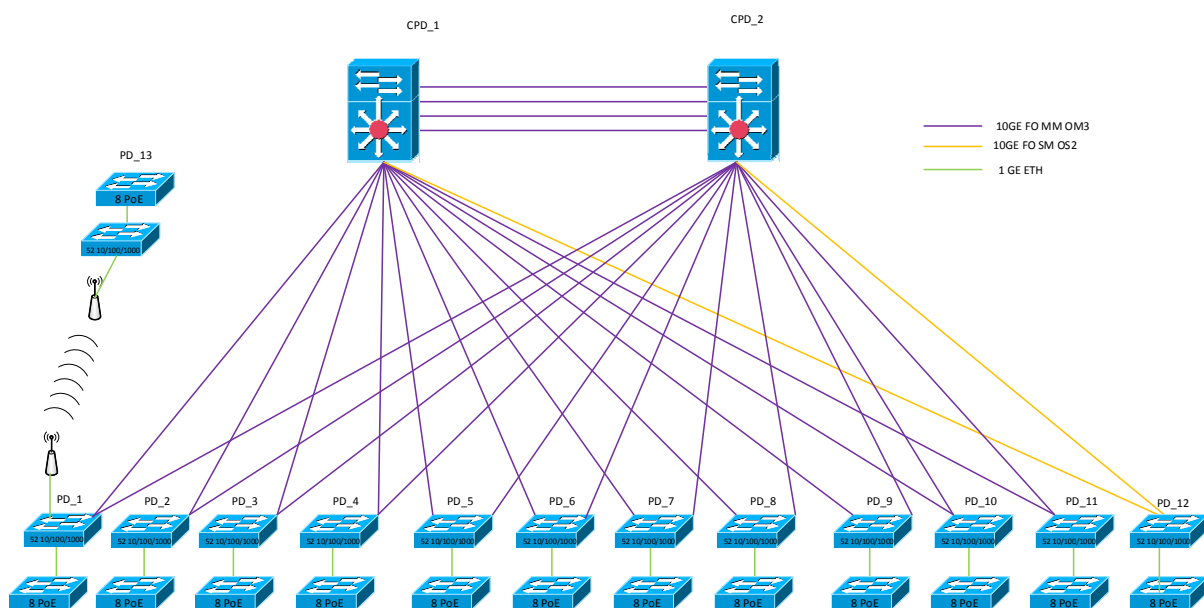 CPD_1
CPD_2
10GE FO MM OM3
10GE FO SM OS2
1 GE ETH
PD_13
8 PoE
52 10/100/1000
PD_1
PD_2
PD_3
PD_4
PD_5
PD_6
PD_7
PD_8
PD_9
PD_10
PD_11
PD_12
52 10/100/1000
52 10/100/1000
52 10/100/1000
52 10/100/1000
52 10/100/1000
52 10/100/1000
52 10/100/1000
52 10/100/1000
52 10/100/1000
52 10/100/1000
52 10/100/1000
52 10/100/1000
8 PoE
8 PoE
8 PoE
8 PoE
8 PoE
8 PoE
8 PoE
8 PoE
8 PoE
8 PoE
8 PoE
8 PoE